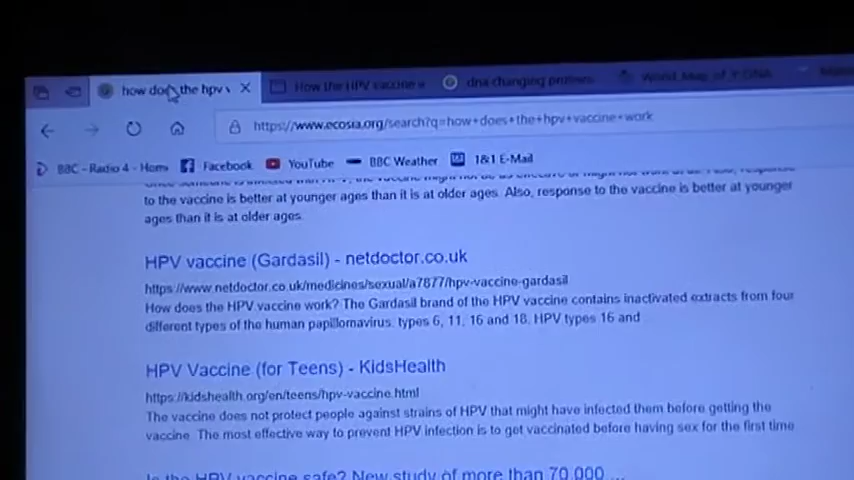 how does the hpv v
How the HPV vaccine w
dna changing proteins
World Map of Y-DNA
https://www.ecosia.org/search?q=how+does+the+hpv+vaccine+work
BBC - Radio 4 - Home
Facebook
YouTube
BBC Weather
1&1 E-Mail
to the vaccine is better at younger ages than it is at older ages. Also, response to the vaccine is better at younger
ages than it is at older ages.
HPV vaccine (Gardasil) - netdoctor.co.uk
https://www.netdoctor.co.uk/medicines/sexual/a7877/hpv-vaccine-gardasil
How does the HPV vaccine work? The Gardasil brand of the HPV vaccine contains inactivated extracts from four
different types of the human papillomavirus: types 6, 11, 16 and 18. HPV types 16 and
HPV Vaccine (for Teens) - KidsHealth
https://kidshealth.org/en/teens/hpv-vaccine.html
The vaccine does not protect people against strains of HPV that might have infected them before getting the
vaccine. The most effective way to prevent HPV infection is to get vaccinated before having sex for the first time
Is the HPV vaccine safe? New study of more than 70,000 ...